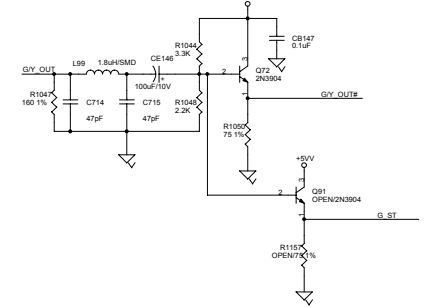 R1044
3.3K
CB147
0.1uF
L99 1.8uH/SMD
CE146
G/Y_OUT
3
2
Q72
2N3904
100uF/10V
R1047
160 1%
C714
C715
R1048
2.2K
1
G/Y_OUT#
47pF
47pF
R1050
75 1%
+5VV
3
2
Q91
OPEN/2N3904
1
G_ST
R1157
OPEN/75 1%